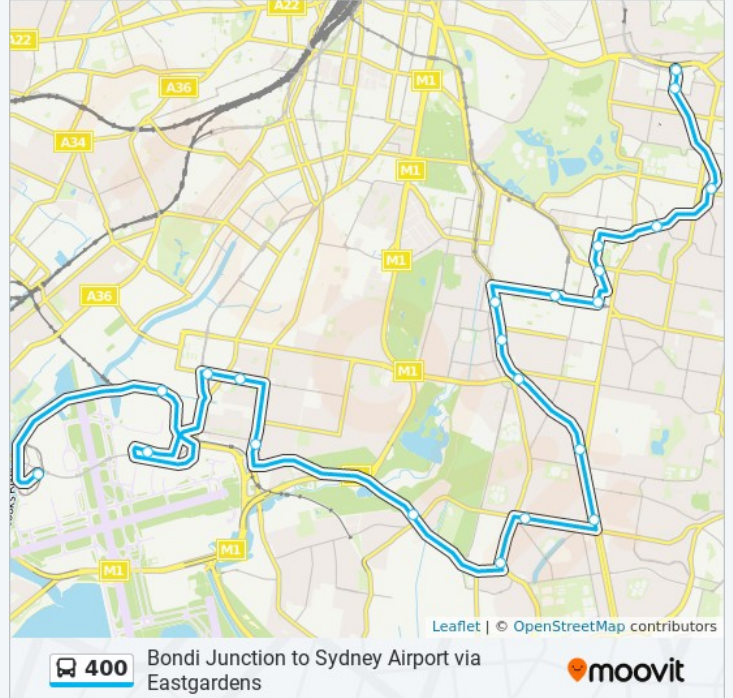 A22
A22
A36
M1
A34
M1
M1
A36
M1
M1
M1
Leaflet | © OpenStreetMap contributors
400
Bondi Junction to Sydney Airport via
Eastgardens
moovit